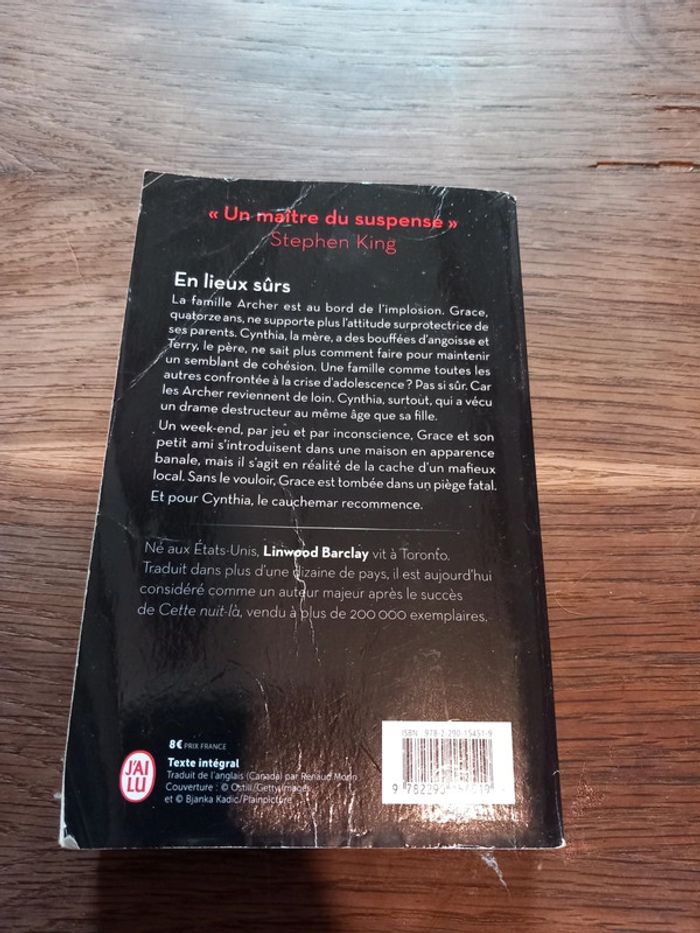 « Un maître du suspense »
Stephen King
En lieux sûrs
La famille Archer est au bord de l'implosion. Grace,
quatorze ans, ne supporte plus l'attitude surprotectrice de
ses parents. Cynthia, la mère, a des bouffées d'angoisse et
Terry, le père, ne sait plus comment faire pour maintenir
un semblant de cohésion. Une famille comme toutes les
autres confrontée à la crise d'adolescence ? Pas si sûr. Car
les Archer reviennent de loin. Cynthia, surtout, qui a vécu
un drame destructeur au même âge que sa fille.
Un week-end, par jeu et par inconscience, Grace et son
petit ami s'introduisent dans une maison en apparence
banale, mais il s'agit en réalité de la cache d'un mafieux
local. Sans le vouloir, Grace est tombée dans un piège fatal.
Et pour Cynthia, le cauchemar recommence.
Né aux États-Unis, Linwood Barclay vit à Toronto.
Traduit dans plus d'une dizaine de pays, il est aujourd'hui
considéré comme un auteur majeur après le succès
de Cette nuit-là, vendu à plus de 200 000 exemplaires.
8€ PRIX FRANCE
J'AI
LU
Texte intégral
Traduit de l'anglais (Canada) par Renaud Morin
Couverture : © Ostill/Getty Images
et © Bjanka Kadic/Plainpicture
ISBN 978-2-290-15451-9